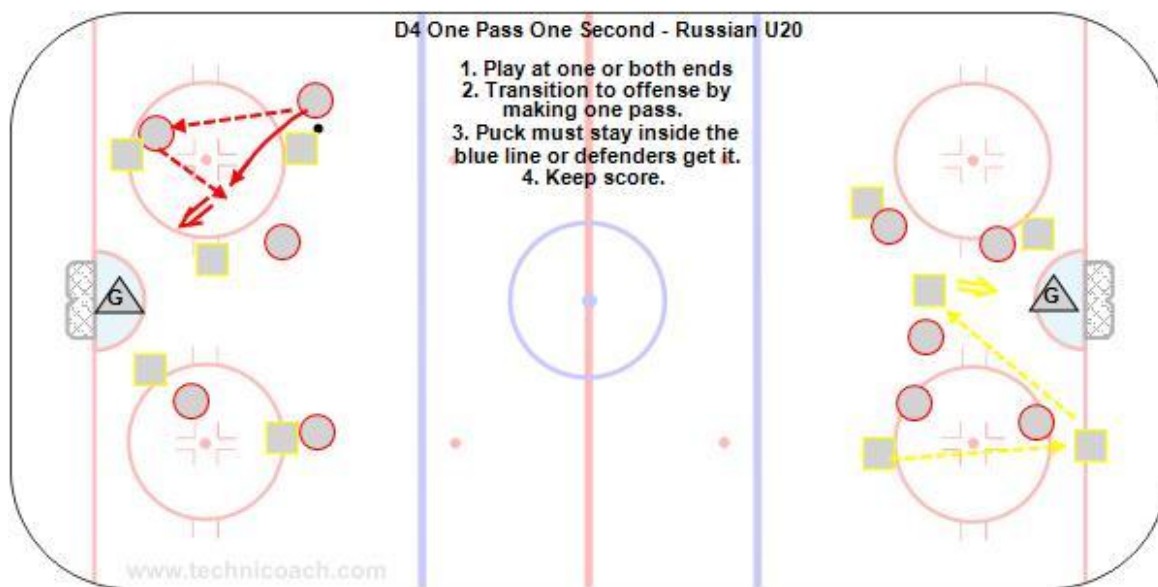 D4 One Pass One Second - Russian U20
1. Play at one or both ends
2. Transition to offense by
making one pass.
3. Puck must stay inside the
blue line or defenders get it.
4. Keep score.
G
G
www.technicoach.com